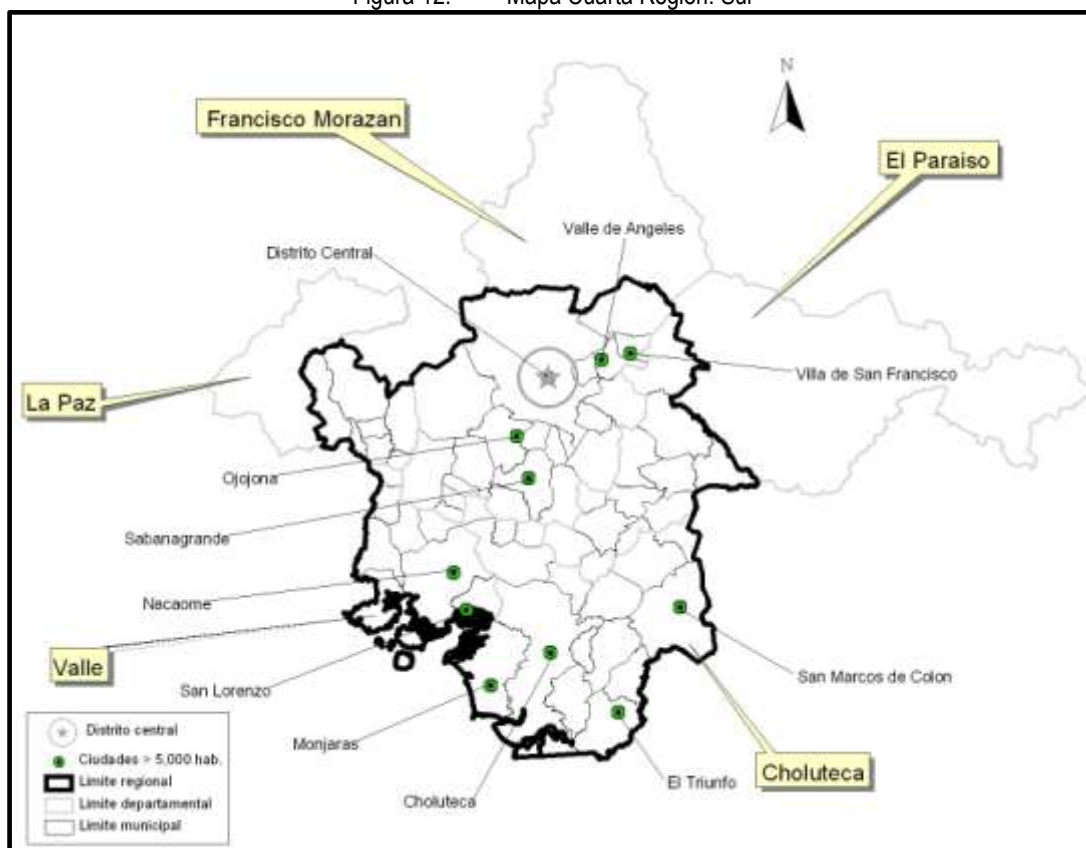 Figura 12. Mapa Cuarta Región: Sur
N
Francisco Morazan
El Paraiso
Valle de Angeles
Distrito Central
Villa de San Francisco
La Paz
Ojojona
Sabanagrande
Nacaome
Valle
San Lorenzo
San Marcos de Colon
Monjaras
Choluteca
El Triunfo
Choluteca
Distrito central
Ciudades > 5,000 hab.
Limite regional
Limite departamental
Limite municipal